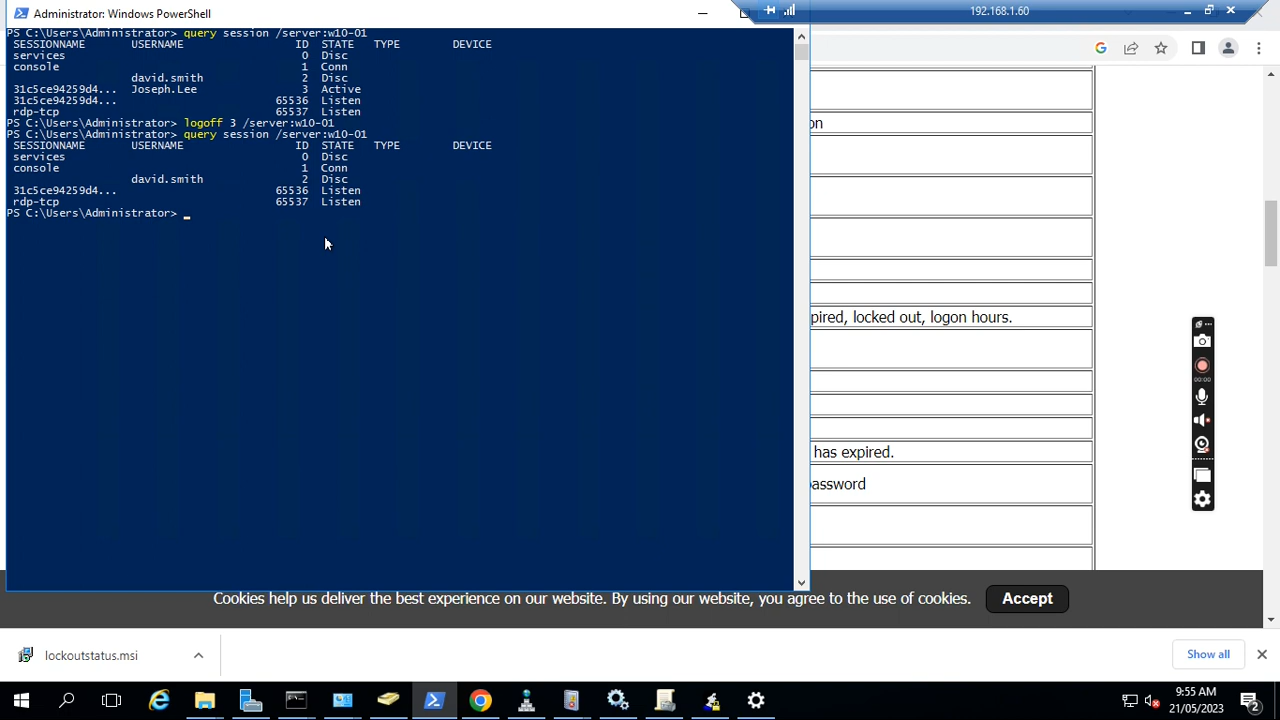 Administrator: Windows PowerShell
192.168.1.60
PS C:\Users\Administrator> query session /server:w10-01
SESSIONNAME USERNAME ID STATE TYPE DEVICE
services 0 Disc
console 1 Conn
david.smith 2 Disc
31c5ce94259d4... Joseph.Lee 3 Active
31c5ce94259d4... 65536 Listen
rdp-tcp 65537 Listen
PS C:\Users\Administrator> logoff 3 /server:w10-01
PS C:\Users\Administrator> query session /server:w10-01
SESSIONNAME USERNAME ID STATE TYPE DEVICE
services 0 Disc
console 1 Conn
david.smith 2 Disc
31c5ce94259d4... 65536 Listen
rdp-tcp 65537 Listen
PS C:\Users\Administrator>
on
pired, locked out, logon hours.
has expired.
password
00:00
Cookies help us deliver the best experience on our website. By using our website, you agree to the use of cookies.
Accept
lockoutstatus.msi
Show all
9:55 AM
21/05/2023
2